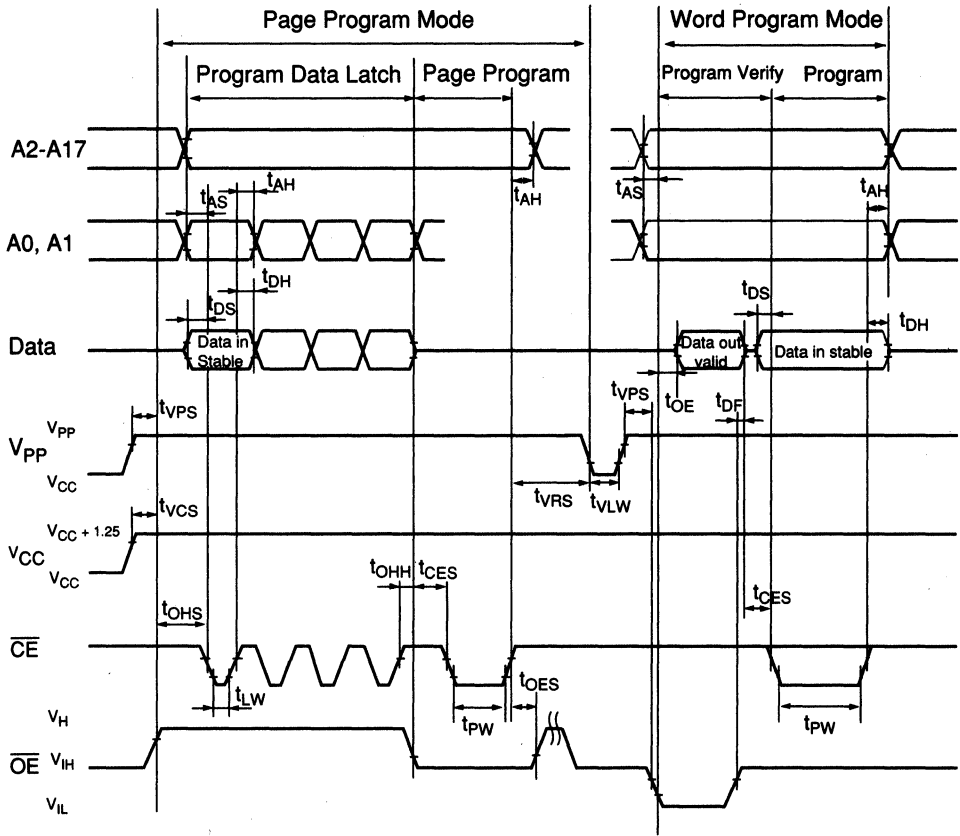 Page Program Mode
Word Program Mode
Program Data Latch
Page Program
Program Verify
Program
A2-A17
tAH
tAS
tAH
tAS
tAH
A0, A1
tDH
tDS
tDS
tDH
Data
Data in
Stable
Data out
valid
Data in stable
tVPS
tVPS
tOE
tDF
VPP
VPP
VCC
tVRS
tVLW
tVCS
VCC + 1.25
VCC
VCC
tOHH
tCES
tCES
tOHS
CE
tLW
tOES
tPW
tPW
VH
OE
VIH
VIL